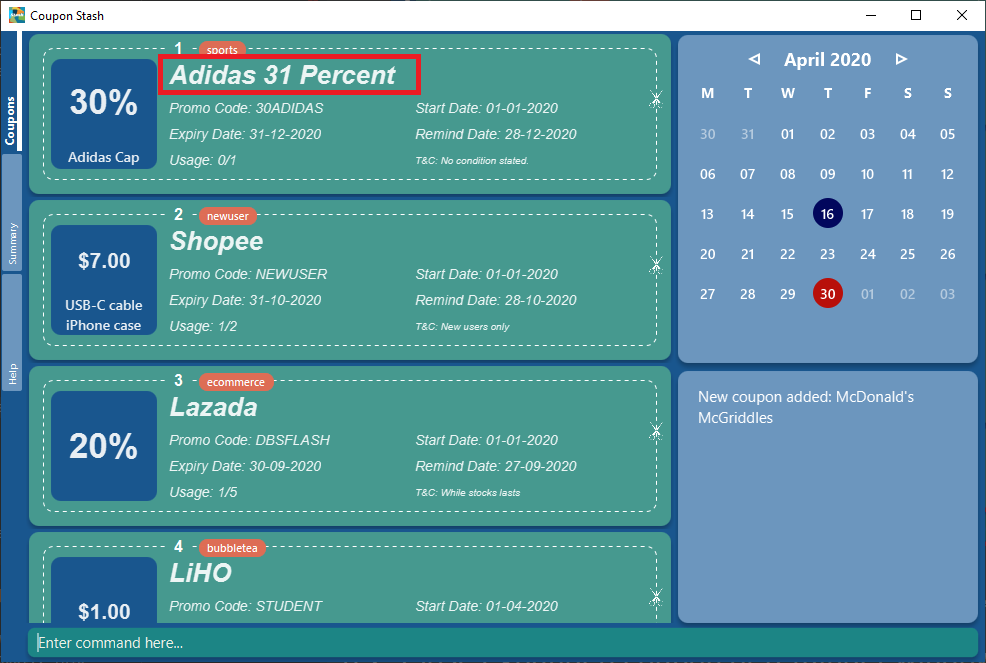 Coupon Stash
Coupons
Summary
Help
1 sports
Adidas 31 Percent
30%
Adidas Cap
Promo Code: 30ADIDAS Start Date: 01-01-2020
Expiry Date: 31-12-2020 Remind Date: 28-12-2020
Usage: 0/1 T&C: No condition stated.
2 newuser
Shopee
$7.00
USB-C cable
iPhone case
Promo Code: NEWUSER Start Date: 01-01-2020
Expiry Date: 31-10-2020 Remind Date: 28-10-2020
Usage: 1/2 T&C: New users only
3 ecommerce
Lazada
20%
Promo Code: DBSFLASH Start Date: 01-01-2020
Expiry Date: 30-09-2020 Remind Date: 27-09-2020
Usage: 1/5 T&C: While stocks lasts
4 bubbletea
LiHO
$1.00
Promo Code: STUDENT Start Date: 01-04-2020
April 2020
M T W T F S S
30 31 01 02 03 04 05
06 07 08 09 10 11 12
13 14 15 16 17 18 19
20 21 22 23 24 25 26
27 28 29 30 01 02 03
New coupon added: McDonald's
McGriddles
Enter command here...